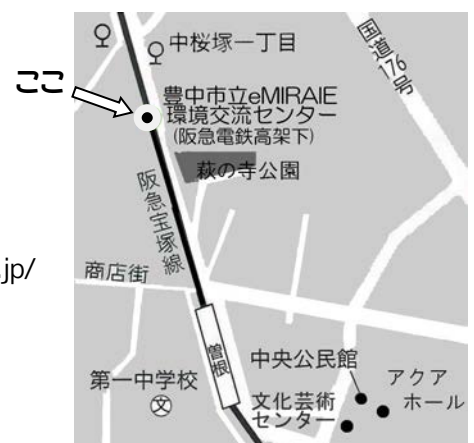 中桜塚一丁目
国道176号
ここ
豊中市立eMIRAIE
環境交流センター
(阪急電鉄高架下)
萩の寺公園
阪急宝塚線
.jp/
商店街
曽根
中央公民館
第一中学校
文
アクア
ホール
文化芸術
センター